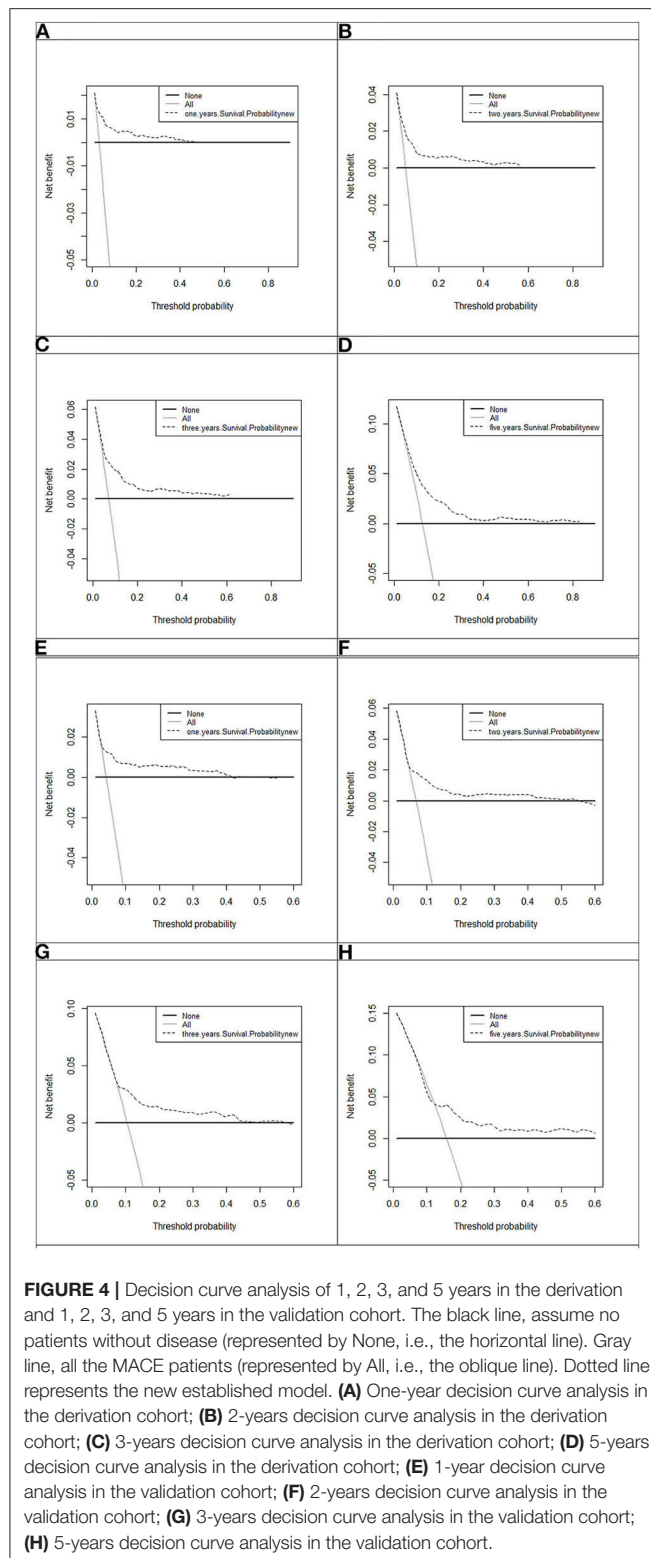 A
None
All
one.years.Survival.Probabilitynew
Net benefit
0.01
-0.01
-0.03
-0.05
0.0 0.2 0.4 0.6 0.8
Threshold probability
B
None
All
two.years.Survival.Probabilitynew
Net benefit
0.04
0.02
0.00
-0.02
-0.04
0.0 0.2 0.4 0.6 0.8
Threshold probability
C
None
All
three.years.Survival.Probabilitynew
Net benefit
0.06
0.04
0.02
0.00
-0.02
-0.04
0.0 0.2 0.4 0.6 0.8
Threshold probability
D
None
All
five.years.Survival.Probabilitynew
Net benefit
0.10
0.05
0.00
-0.05
0.0 0.2 0.4 0.6 0.8
Threshold probability
E
None
All
one.years.Survival.Probabilitynew
Net benefit
0.02
0.00
-0.02
-0.04
0.0 0.1 0.2 0.3 0.4 0.5 0.6
Threshold probability
F
None
All
two.years.Survival.Probabilitynew
Net benefit
0.06
0.04
0.02
0.00
-0.02
-0.04
0.0 0.1 0.2 0.3 0.4 0.5 0.6
Threshold probability
G
None
All
three.years.Survival.Probabilitynew
Net benefit
0.10
0.05
0.00
-0.05
0.0 0.1 0.2 0.3 0.4 0.5 0.6
Threshold probability
H
None
All
five.years.Survival.Probabilitynew
Net benefit
0.15
0.10
0.05
0.00
-0.05
0.0 0.1 0.2 0.3 0.4 0.5 0.6
Threshold probability
FIGURE 4 | Decision curve analysis of 1, 2, 3, and 5 years in the derivation
and 1, 2, 3, and 5 years in the validation cohort. The black line, assume no
patients without disease (represented by None, i.e., the horizontal line). Gray
line, all the MACE patients (represented by All, i.e., the oblique line). Dotted line
represents the new established model. (A) One-year decision curve analysis in
the derivation cohort; (B) 2-years decision curve analysis in the derivation
cohort; (C) 3-years decision curve analysis in the derivation cohort; (D) 5-years
decision curve analysis in the derivation cohort; (E) 1-year decision curve
analysis in the validation cohort; (F) 2-years decision curve analysis in the
validation cohort; (G) 3-years decision curve analysis in the validation cohort;
(H) 5-years decision curve analysis in the validation cohort.